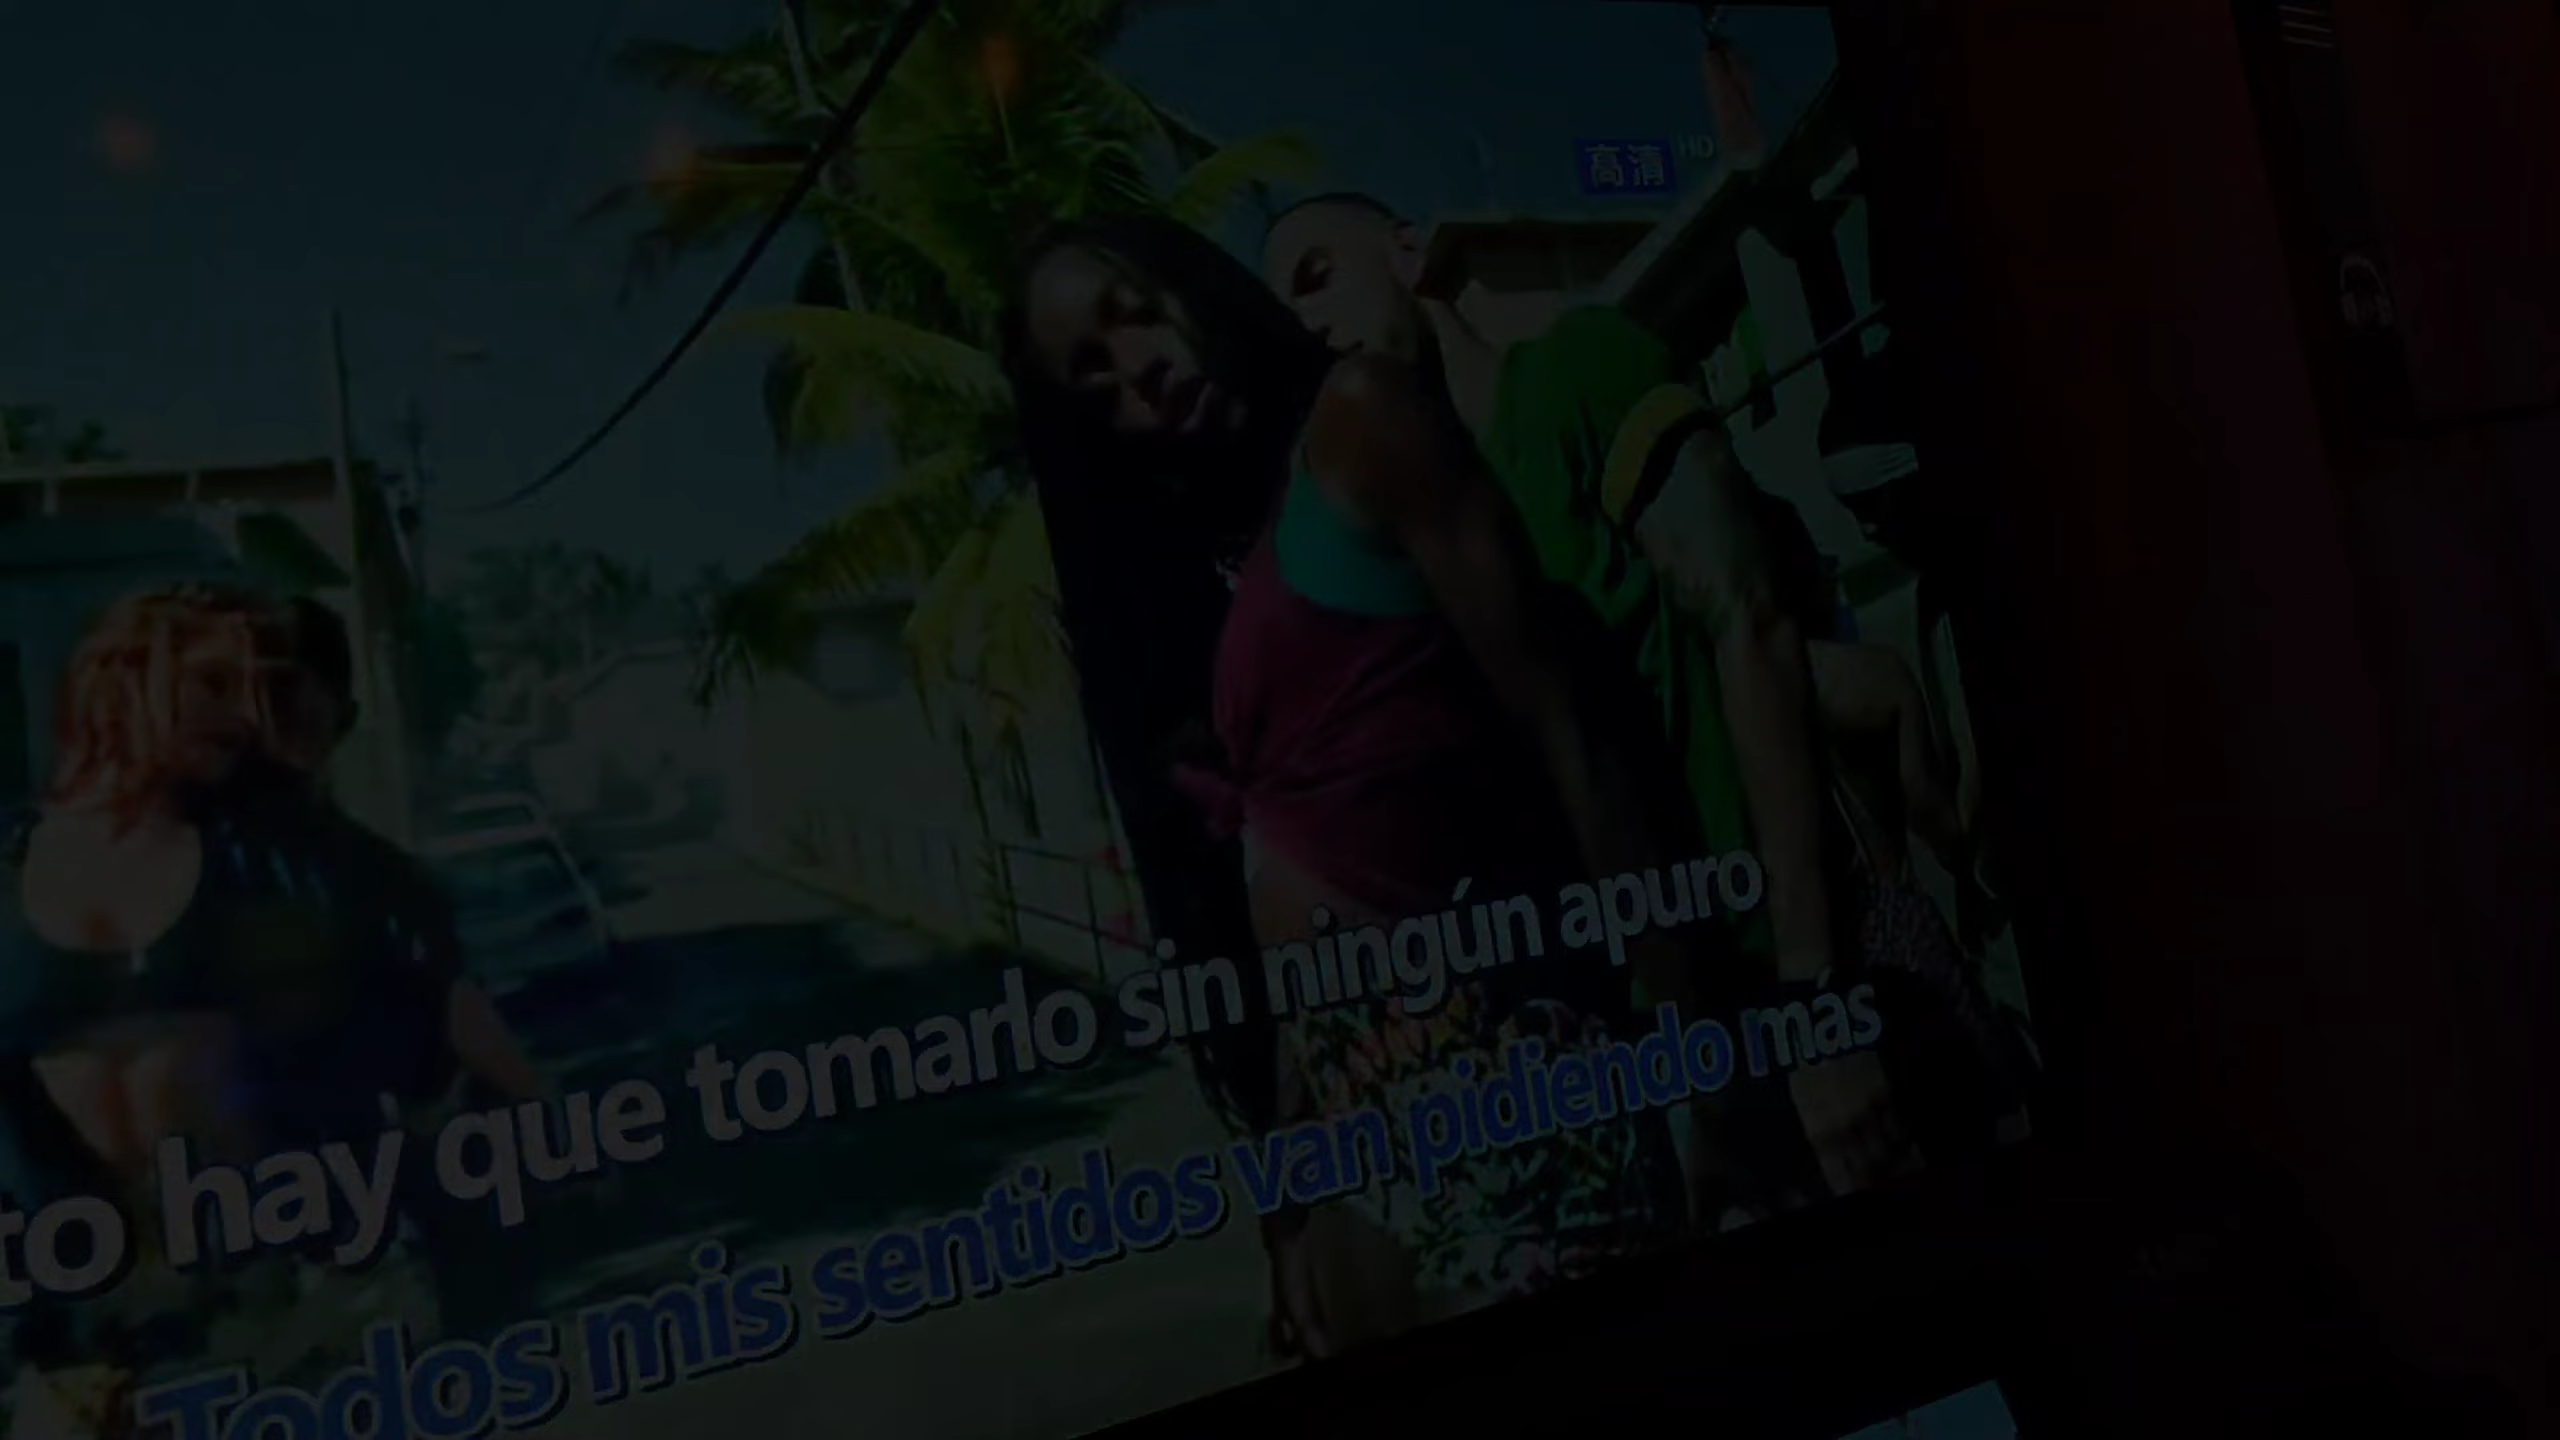 高清 HD
to hay que tomarlo sin ningún apuro
Todos mis sentidos van pidiendo más